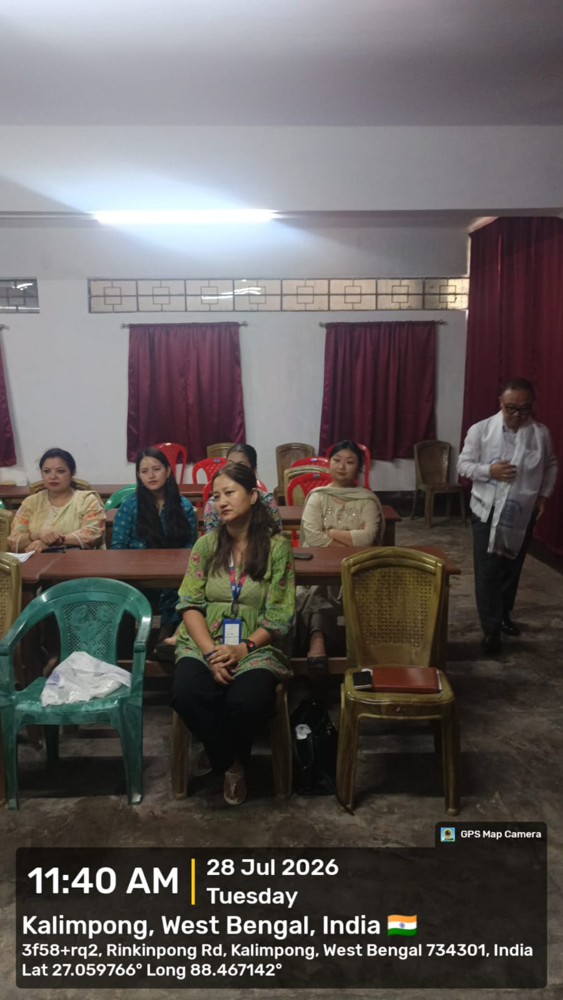 GPS Map Camera
11:40 AM
28 Jul 2026
Tuesday
Kalimpong, West Bengal, India
3f58+rq2, Rinkinpong Rd, Kalimpong, West Bengal 734301, India
Lat 27.059766° Long 88.467142°